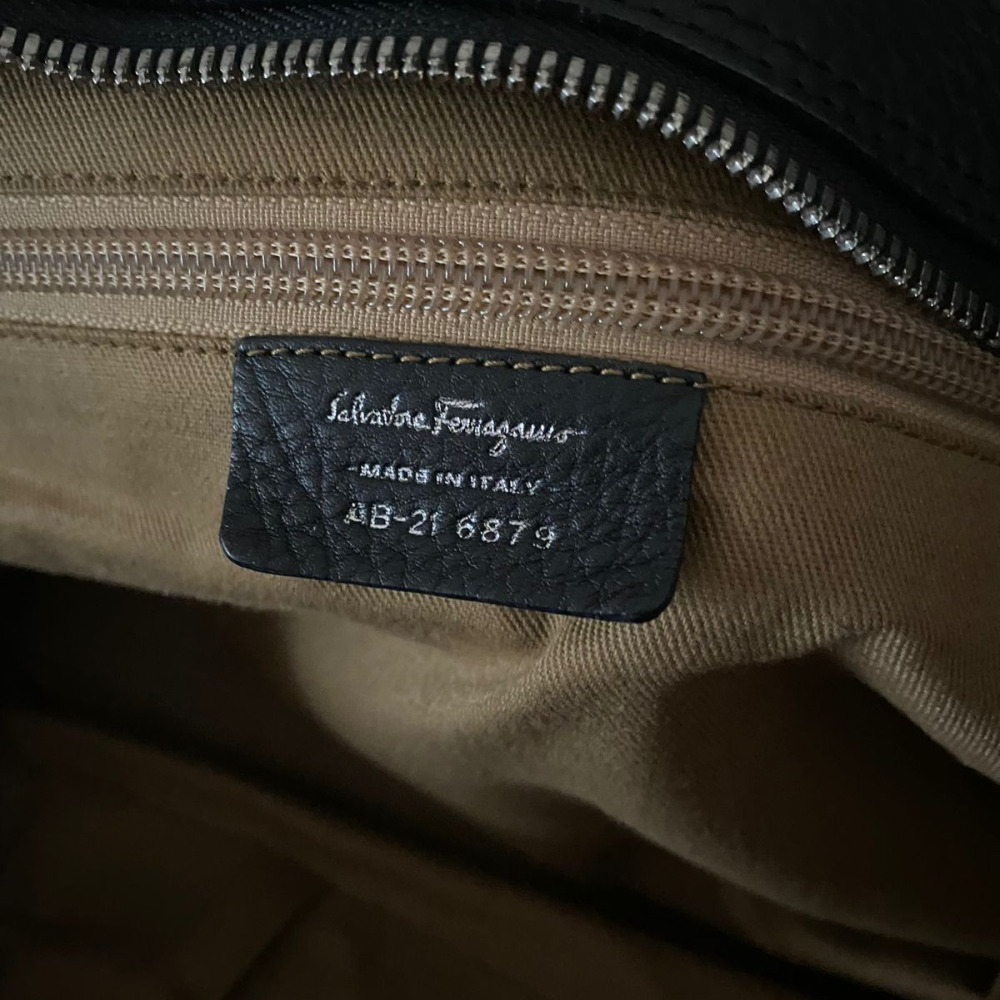 Salvatore Ferragamo
-MADE IN ITALY-
AB-21 6879